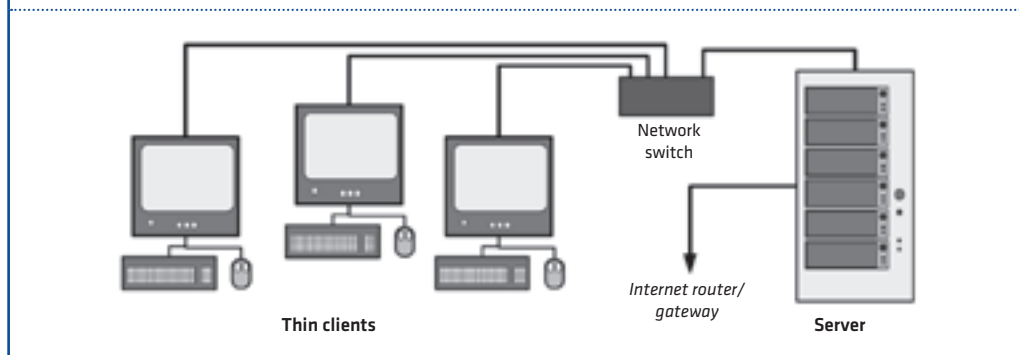 Network
switch
Internet router/
gateway
Thin clients
Server